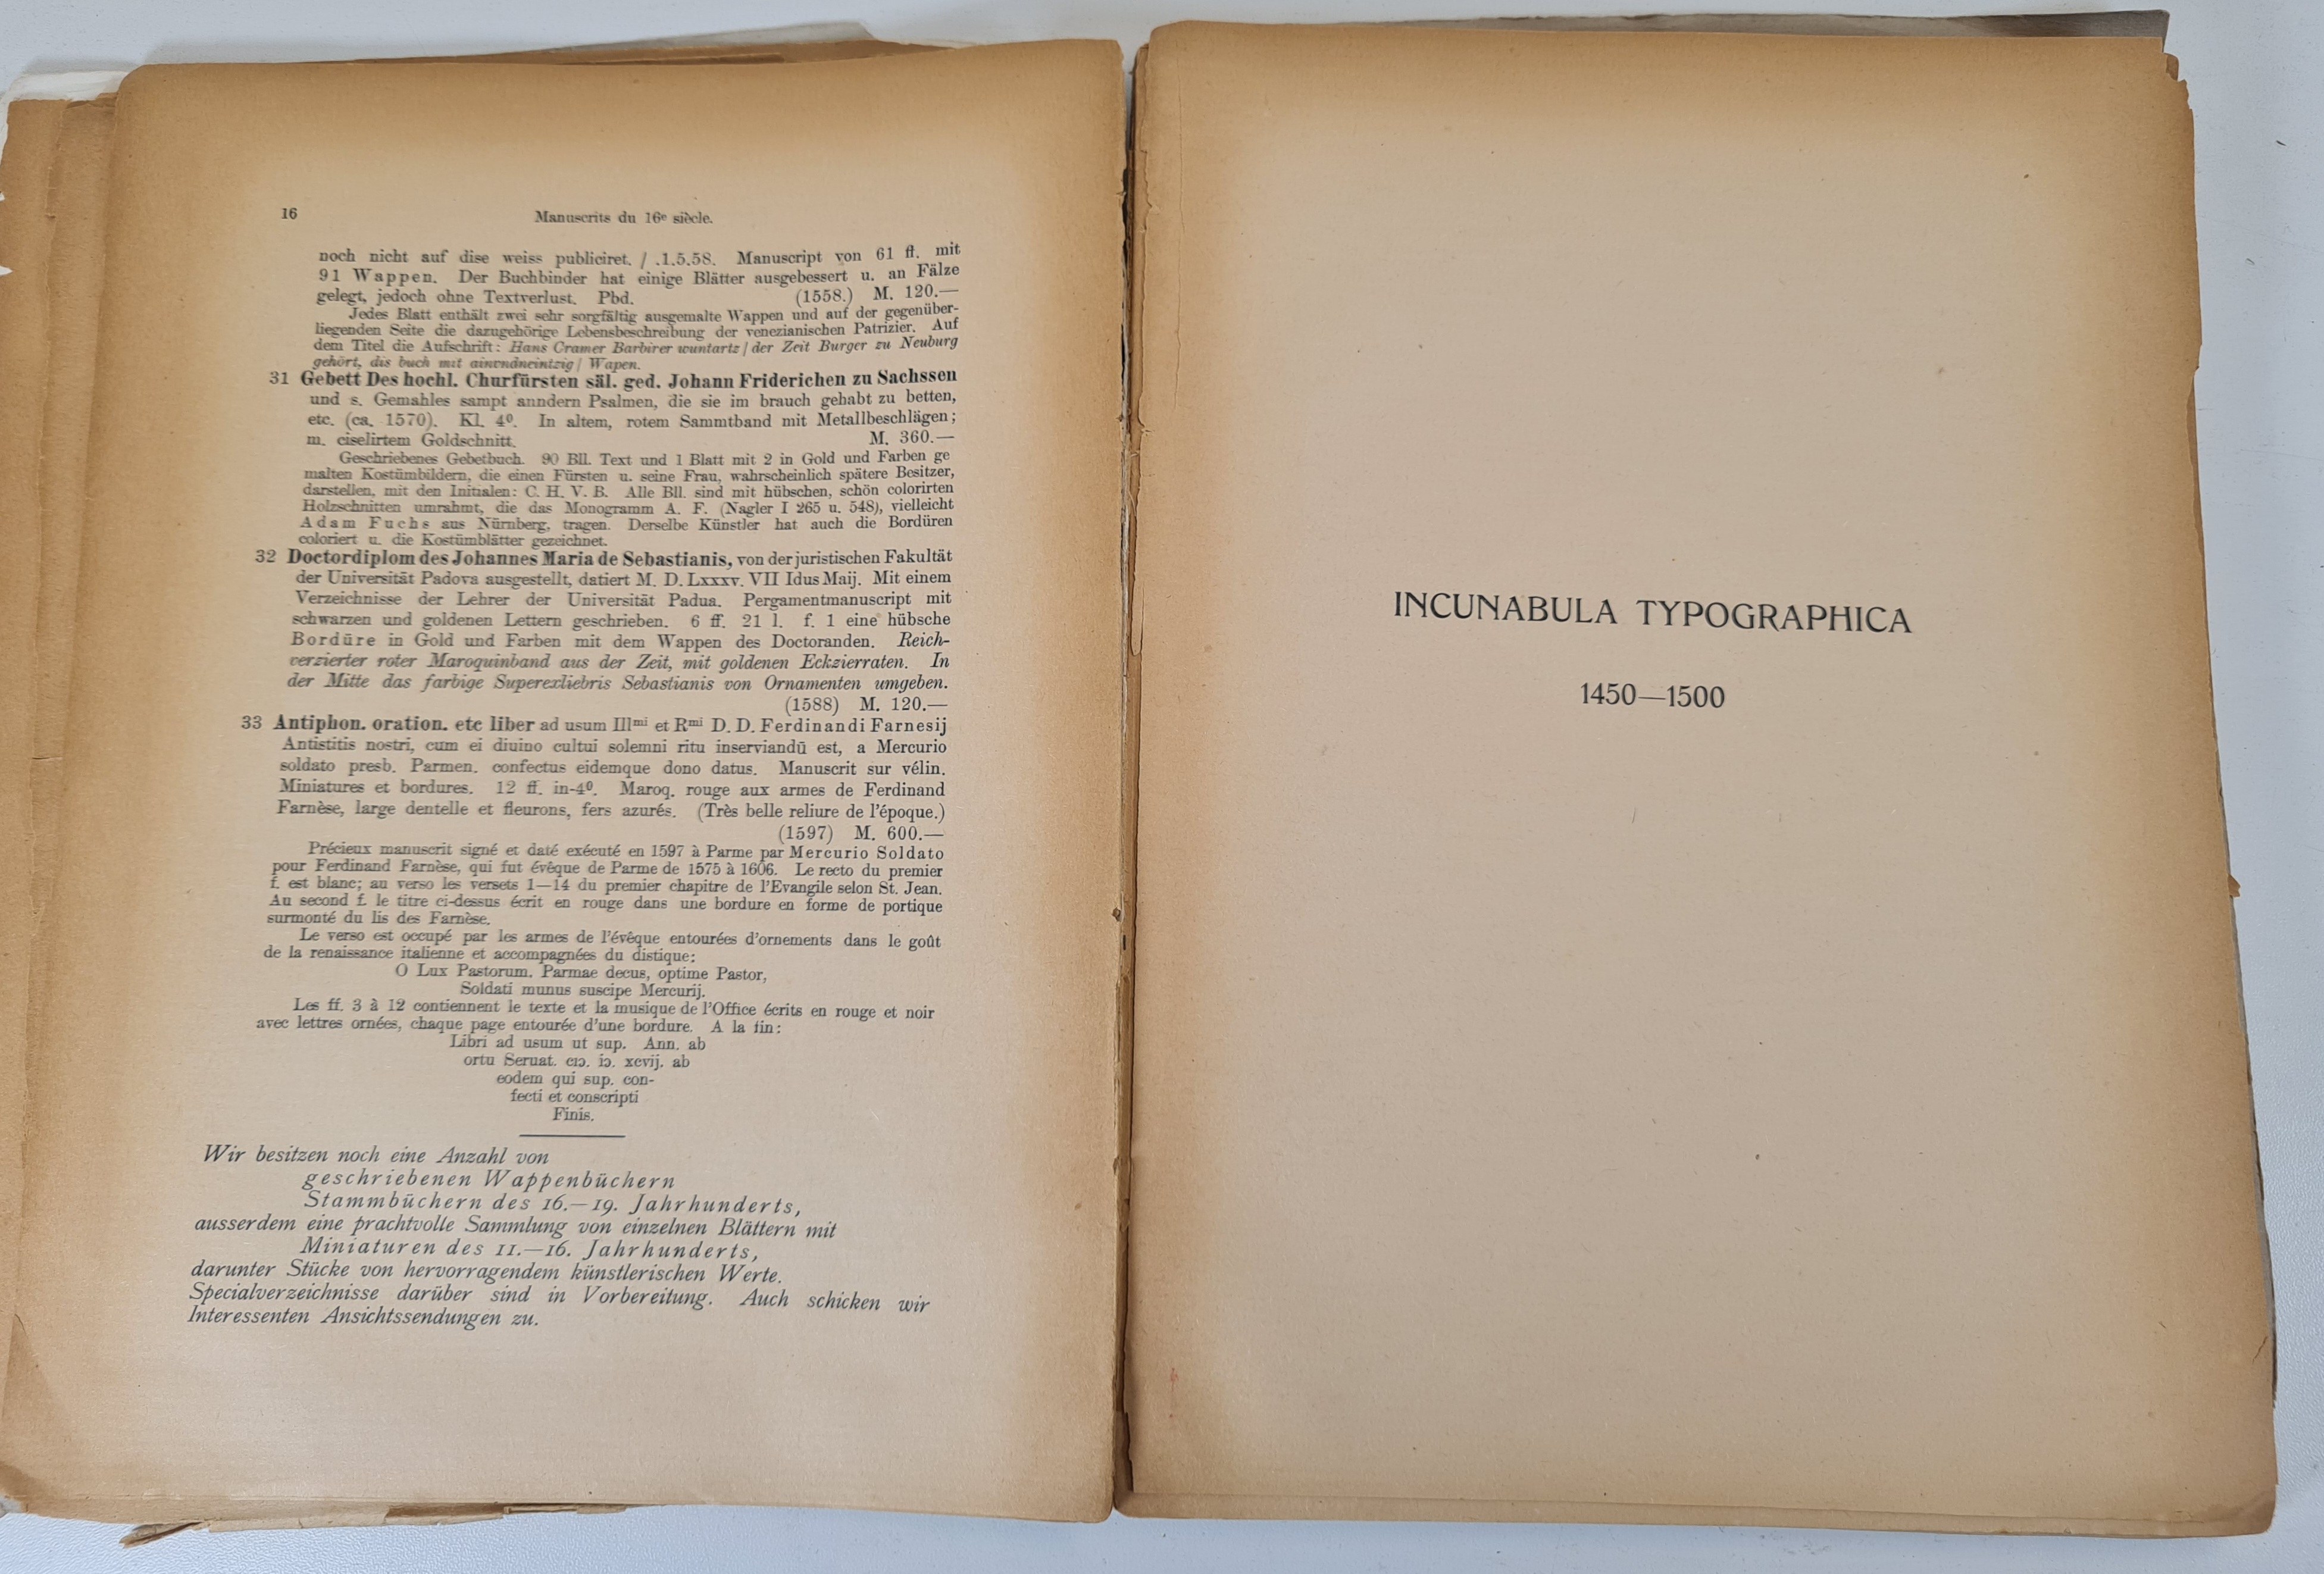 16
Manuscrits du 16e siècle.
noch nicht auf dise weiss publiciret. / .1.5.58. Manuscript von 61 ff. mit
91 Wappen. Der Buchbinder hat einige Blätter ausgebessert u. an Fälze
gelegt, jedoch ohne Textverlust. Pbd. (1558.) M. 120.—
Jedes Blatt enthält zwei sehr sorgfältig ausgemalte Wappen und auf der gegenüber-
liegenden Seite die dazugehörige Lebensbeschreibung der venezianischen Patrizier. Auf
dem Titel die Aufschrift: Hans Cramer Barbirer wuntartz / der Zeit Burger zu Neuburg
gehört, dis buch mit ainvndneintzig / Wapen.
31 Gebett Des hochl. Churfürsten säl. ged. Johann Friderichen zu Sachssen
und s. Gemahles sampt anndern Psalmen, die sie im brauch gehabt zu betten,
etc. (ca. 1570). Kl. 4º. In altem, rotem Sammtband mit Metallbeschlägen;
m. ciselirtem Goldschnitt. M. 360.—
Geschriebenes Gebetbuch. 90 Bll. Text und 1 Blatt mit 2 in Gold und Farben ge
malten Kostümbildern, die einen Fürsten u. seine Frau, wahrscheinlich spätere Besitzer,
darstellen, mit den Initialen: C. H. V. B. Alle Bll. sind mit hübschen, schön colorirten
Holzschnitten umrahmt, die das Monogramm A. F. (Nagler I 265 u. 548), vielleicht
Adam Fuchs aus Nürnberg, tragen. Derselbe Künstler hat auch die Bordüren
coloriert u. die Kostümblätter gezeichnet.
32 Doctordiplom des Johannes Maria de Sebastianis, von der juristischen Fakultät
der Universität Padova ausgestellt, datiert M. D. Lxxxv. VII Idus Maij. Mit einem
Verzeichnisse der Lehrer der Universität Padua. Pergamentmanuscript mit
schwarzen und goldenen Lettern geschrieben. 6 ff. 21 l. f. 1 eine hübsche
Bordüre in Gold und Farben mit dem Wappen des Doctoranden. Reich-
verzierter roter Maroquinband aus der Zeit, mit goldenen Eckzierraten. In
der Mitte das farbige Superexliebris Sebastianis von Ornamenten umgeben.
(1588) M. 120.—
33 Antiphon. oration. etc liber ad usum Illmi et Rmi D. D. Ferdinandi Farnesij
Antistitis nostri, cum ei diuino cultui solemni ritu inserviandū est, a Mercurio
soldato presb. Parmen. confectus eidemque dono datus. Manuscrit sur vélin.
Miniatures et bordures. 12 ff. in-4º. Maroq. rouge aux armes de Ferdinand
Farnèse, large dentelle et fleurons, fers azurés. (Très belle reliure de l'époque.)
(1597) M. 600.—
Précieux manuscrit signé et daté exécuté en 1597 à Parme par Mercurio Soldato
pour Ferdinand Farnèse, qui fut évêque de Parme de 1575 à 1606. Le recto du premier
f. est blanc; au verso les versets 1—14 du premier chapitre de l'Evangile selon St. Jean.
Au second f. le titre ci-dessus écrit en rouge dans une bordure en forme de portique
surmonté du lis des Farnèse.
Le verso est occupé par les armes de l'évêque entourées d'ornements dans le goût
de la renaissance italienne et accompagnées du distique:
O Lux Pastorum. Parmae decus, optime Pastor,
Soldati munus suscipe Mercurij.
Les ff. 3 à 12 contiennent le texte et la musique de l'Office écrits en rouge et noir
avec lettres ornées, chaque page entourée d'une bordure. A la fin:
Libri ad usum ut sup. Ann. ab
ortu Seruat. cıɔ. iɔ. xcvij. ab
eodem qui sup. con-
fecti et conscripti
Finis.
Wir besitzen noch eine Anzahl von
geschriebenen Wappenbüchern
Stammbüchern des 16.—19. Jahrhunderts,
ausserdem eine prachtvolle Sammlung von einzelnen Blättern mit
Miniaturen des 11.—16. Jahrhunderts,
darunter Stücke von hervorragendem künstlerischen Werte.
Specialverzeichnisse darüber sind in Vorbereitung. Auch schicken wir
Interessenten Ansichtssendungen zu.
INCUNABULA TYPOGRAPHICA
1450—1500